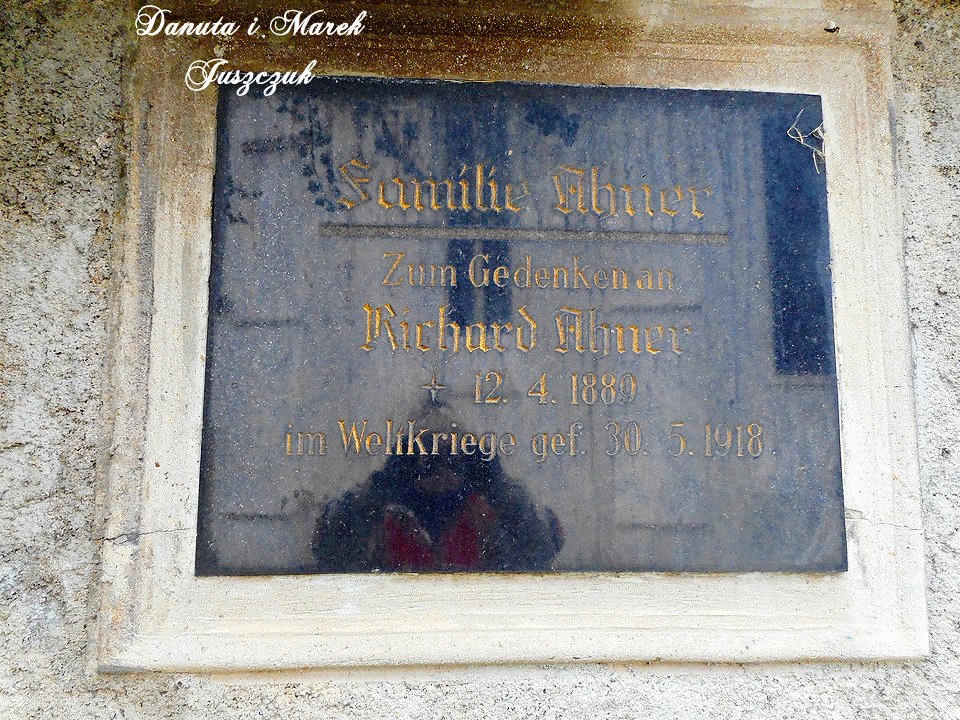 Danuta i Marek
Juszczuk
Familie Ahner
Zum Gedenken an
Richard Ahner
12. 4. 1889
im Weltkriege gef. 30. 5. 1918.